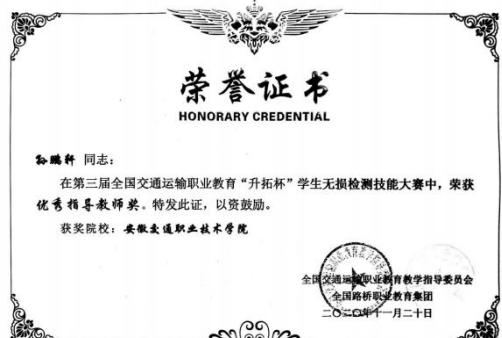 荣誉证书
HONORARY CREDENTIAL
孙鹏轩 同志：
在第三届全国交通运输职业教育“升拓杯”学生无损检测技能大赛中，荣获
优秀指导教师奖。特发此证，以资鼓励。
获奖院校：安徽交通职业技术学院
全国交通运输职业教育教学指导委员会
全国路桥职业教育集团
二〇二〇年十一月二十日